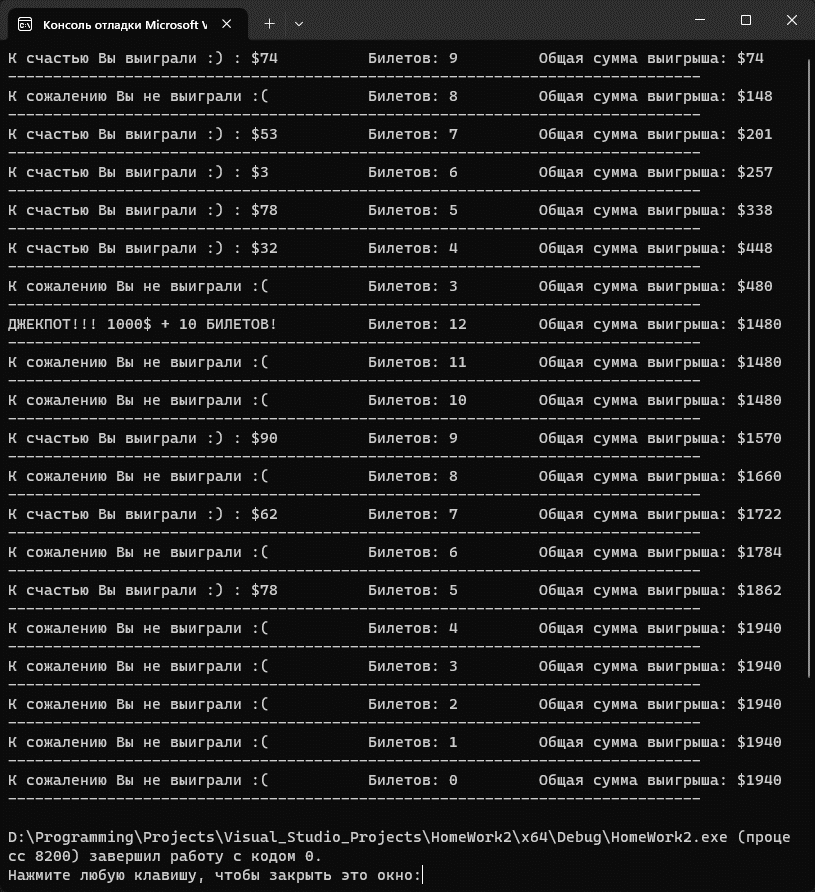 Консоль отладки Microsoft V
К счастью Вы выиграли :) : $74 Билетов: 9 Общая сумма выигрыша: $74
--------------------------------------------------------------------------
К сожалению Вы не выиграли :( Билетов: 8 Общая сумма выигрыша: $148
--------------------------------------------------------------------------
К счастью Вы выиграли :) : $53 Билетов: 7 Общая сумма выигрыша: $201
--------------------------------------------------------------------------
К счастью Вы выиграли :) : $3 Билетов: 6 Общая сумма выигрыша: $257
--------------------------------------------------------------------------
К счастью Вы выиграли :) : $78 Билетов: 5 Общая сумма выигрыша: $338
--------------------------------------------------------------------------
К счастью Вы выиграли :) : $32 Билетов: 4 Общая сумма выигрыша: $448
--------------------------------------------------------------------------
К сожалению Вы не выиграли :( Билетов: 3 Общая сумма выигрыша: $480
--------------------------------------------------------------------------
ДЖЕКПОТ!!! 1000$ + 10 БИЛЕТОВ! Билетов: 12 Общая сумма выигрыша: $1480
--------------------------------------------------------------------------
К сожалению Вы не выиграли :( Билетов: 11 Общая сумма выигрыша: $1480
--------------------------------------------------------------------------
К сожалению Вы не выиграли :( Билетов: 10 Общая сумма выигрыша: $1480
--------------------------------------------------------------------------
К счастью Вы выиграли :) : $90 Билетов: 9 Общая сумма выигрыша: $1570
--------------------------------------------------------------------------
К сожалению Вы не выиграли :( Билетов: 8 Общая сумма выигрыша: $1660
--------------------------------------------------------------------------
К счастью Вы выиграли :) : $62 Билетов: 7 Общая сумма выигрыша: $1722
--------------------------------------------------------------------------
К сожалению Вы не выиграли :( Билетов: 6 Общая сумма выигрыша: $1784
--------------------------------------------------------------------------
К счастью Вы выиграли :) : $78 Билетов: 5 Общая сумма выигрыша: $1862
--------------------------------------------------------------------------
К сожалению Вы не выиграли :( Билетов: 4 Общая сумма выигрыша: $1940
--------------------------------------------------------------------------
К сожалению Вы не выиграли :( Билетов: 3 Общая сумма выигрыша: $1940
--------------------------------------------------------------------------
К сожалению Вы не выиграли :( Билетов: 2 Общая сумма выигрыша: $1940
--------------------------------------------------------------------------
К сожалению Вы не выиграли :( Билетов: 1 Общая сумма выигрыша: $1940
--------------------------------------------------------------------------
К сожалению Вы не выиграли :( Билетов: 0 Общая сумма выигрыша: $1940
--------------------------------------------------------------------------
D:\Programming\Projects\Visual_Studio_Projects\HomeWork2\x64\Debug\HomeWork2.exe (проце
сс 8200) завершил работу с кодом 0.
Нажмите любую клавишу, чтобы закрыть это окно: